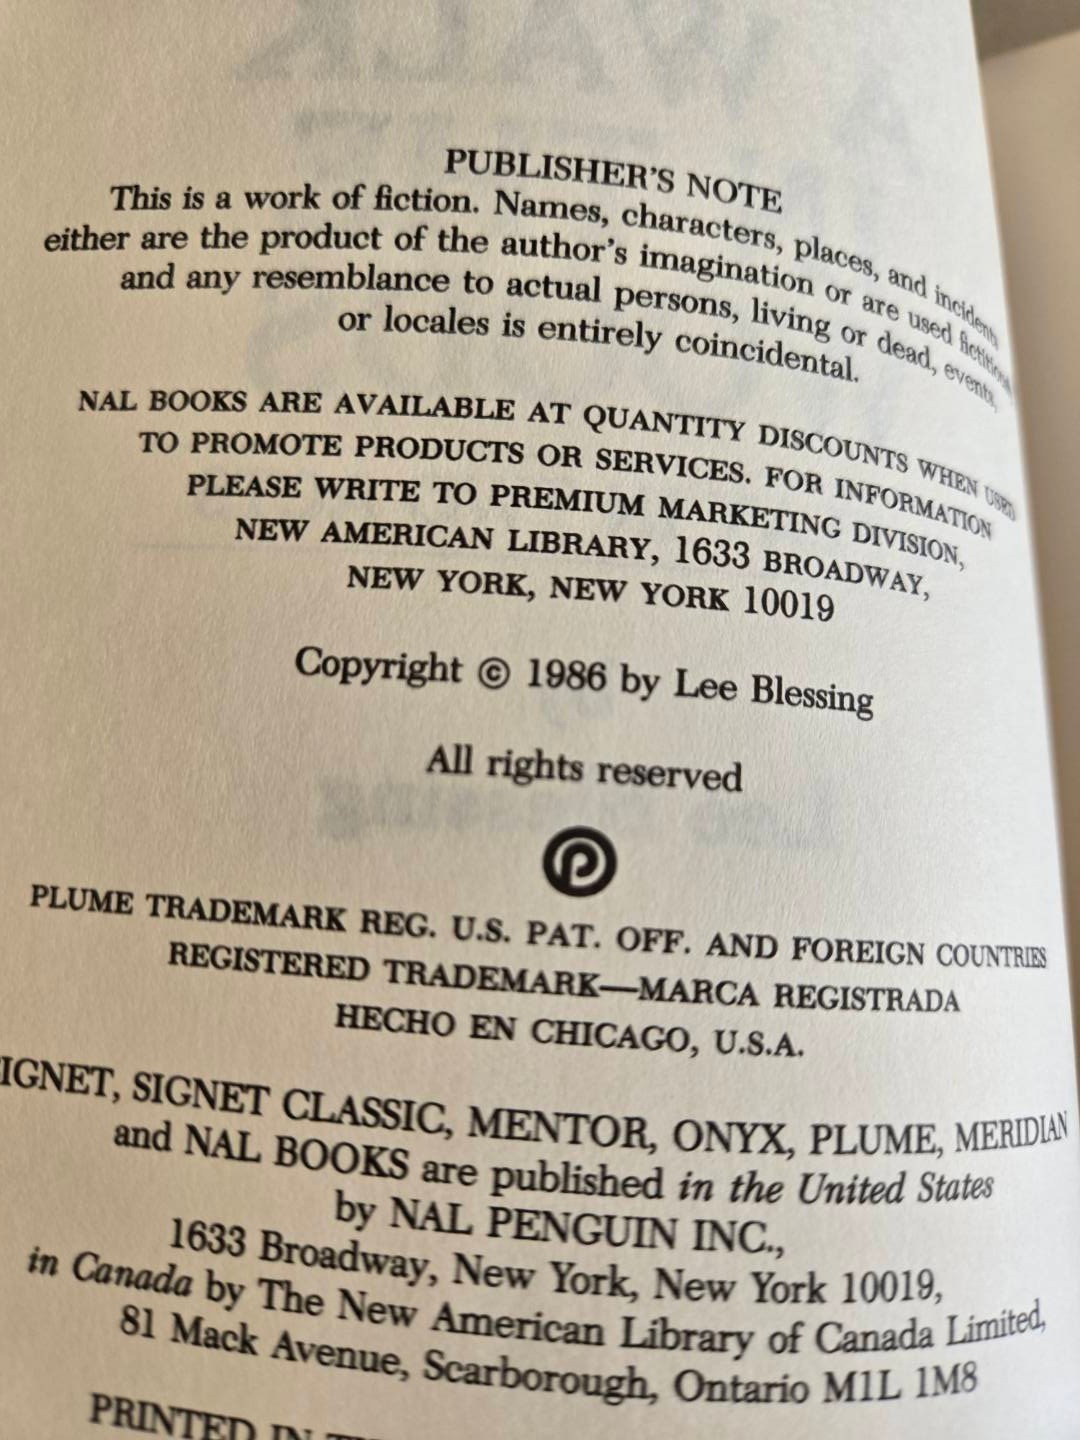 PUBLISHER'S NOTE
This is a work of fiction. Names, characters, places, and incidents
either are the product of the author's imagination or are used fictitiou
and any resemblance to actual persons, living or dead, events,
or locales is entirely coincidental.
NAL BOOKS ARE AVAILABLE AT QUANTITY DISCOUNTS WHEN USED
TO PROMOTE PRODUCTS OR SERVICES. FOR INFORMATION
PLEASE WRITE TO PREMIUM MARKETING DIVISION,
NEW AMERICAN LIBRARY, 1633 BROADWAY,
NEW YORK, NEW YORK 10019
Copyright © 1986 by Lee Blessing
All rights reserved
P
PLUME TRADEMARK REG. U.S. PAT. OFF. AND FOREIGN COUNTRIES
REGISTERED TRADEMARK—MARCA REGISTRADA
HECHO EN CHICAGO, U.S.A.
IGNET, SIGNET CLASSIC, MENTOR, ONYX, PLUME, MERIDIAN
and NAL BOOKS are published in the United States
by NAL PENGUIN INC.,
1633 Broadway, New York, New York 10019,
in Canada by The New American Library of Canada Limited,
81 Mack Avenue, Scarborough, Ontario M1L 1M8
PRINTED IN